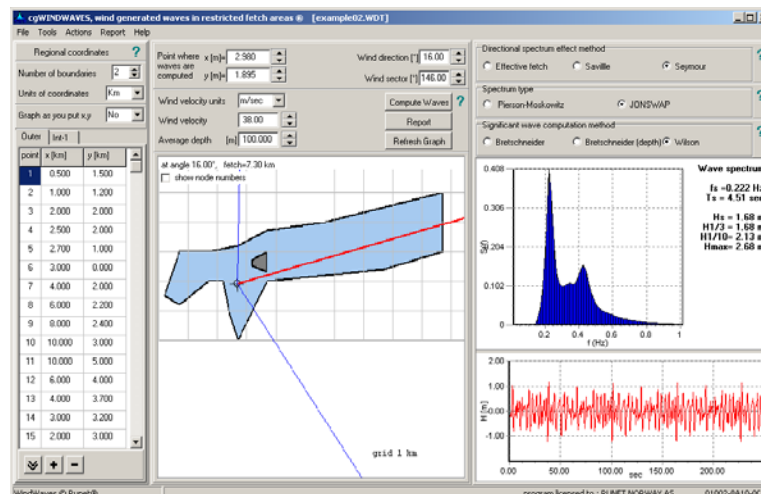 cgWINDWAVES, wind generated waves in restricted fetch areas ® [example02.WDT]
File Tools Actions Report Help
Regional coordinates ?
Number of boundaries 2
Units of coordinates Km
Graph as you put x,y No
Outer Int-1
point x [km] y [km]
1 0.500 1.500
2 1.000 1.200
3 2.000 2.000
4 2.500 2.000
5 2.700 1.000
6 3.000 0.000
7 4.000 2.000
8 6.000 2.200
9 8.000 2.400
10 10.000 3.000
11 10.000 5.000
12 6.000 4.000
13 4.000 3.700
14 3.000 3.200
15 2.000 3.000
Point where x [m]= 2.980
waves are
computed y [m]= 1.895
Wind direction [°] 16.00
Wind sector [°] 146.00
Wind velocity units m/sec
Wind velocity 38.00
Average depth [m] 100.000
Compute Waves ?
Report
Refresh Graph
at angle 16.00°, fetch=7.30 km
show node numbers
grid 1 km
Directional spectrum effect method
Effective fetch Saville Seymour ?
Spectrum type
Pierson-Moskowitz JONSWAP
Significant wave computation method ?
Bretschneider Bretschneider (depth) Wilson
Wave spectrum
fs =0.222 Hz
Ts = 4.51 sec
Hs = 1.68 m
H1/3 = 1.68 m
H1/10= 2.13 m
Hmax= 2.68 m
0.408
0.306
0.204
0.102
0
S(f)
0.2 0.4 0.6 0.8 1
f (Hz)
2.00
1.00
-0.00
-1.00
H [m]
0.00 50.00 100.00 150.00 200.00
sec
WindWaves © Runet®
program licensed to : RUNET NORWAY AS